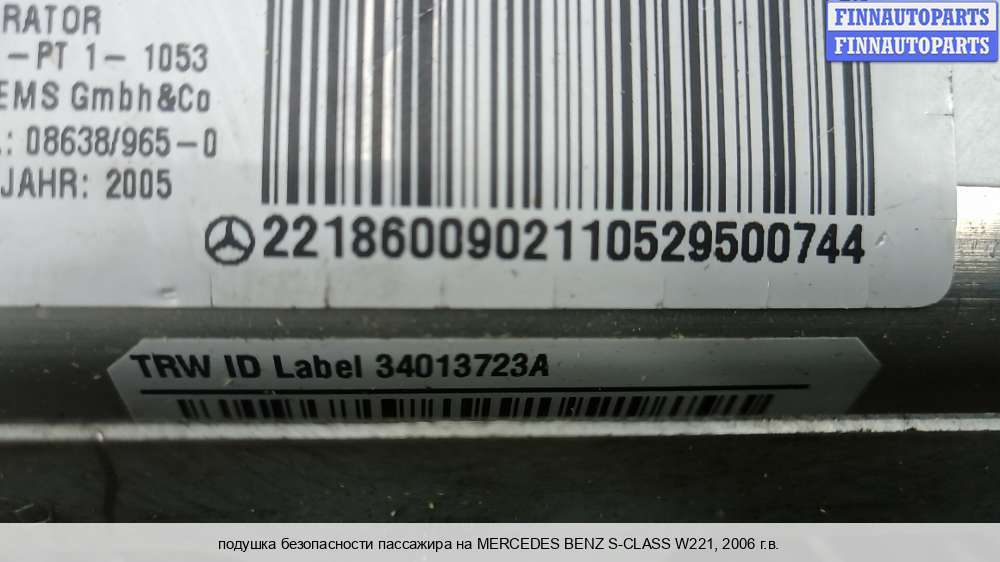 RATOR
-PT 1- 1053
EMS Gmbh&Co
.: 08638/965-0
JAHR: 2005
2218600902110529500744
TRW ID Label 34013723A
FINNAUTOPARTS
FINNAUTOPARTS
подушка безопасности пассажира на MERCEDES BENZ S-CLASS W221, 2006 г.в.